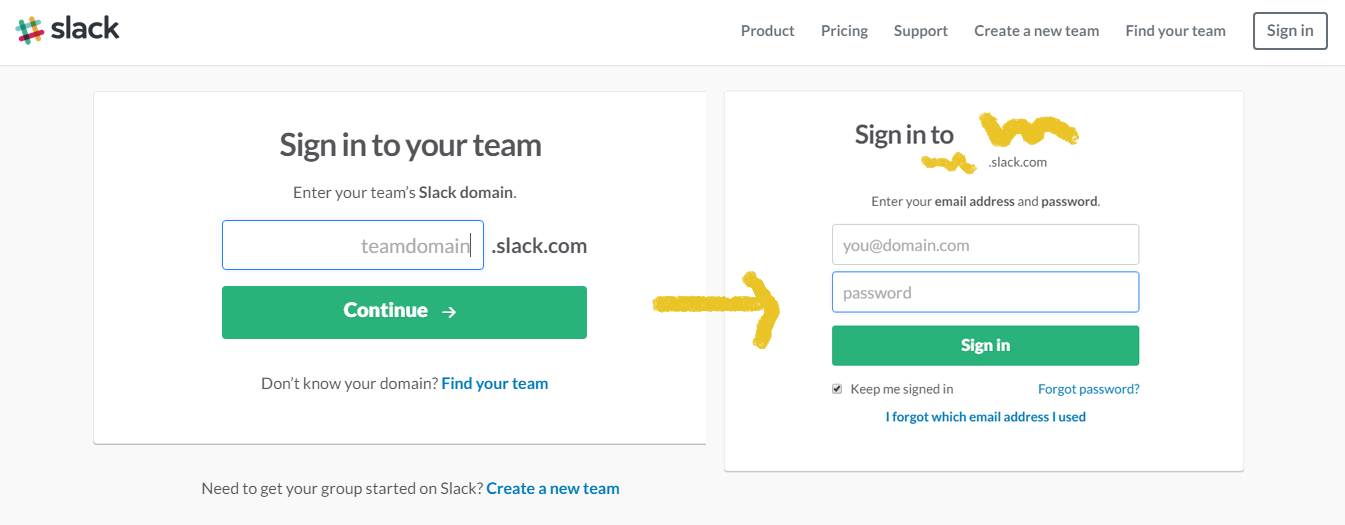 slack
Product Pricing Support Create a new team Find your team Sign in
Sign in to your team
Enter your team's Slack domain.
teamdomain .slack.com
Continue →
Don't know your domain? Find your team
Need to get your group started on Slack? Create a new team
Sign in to
.slack.com
Enter your email address and password.
you@domain.com
password
Sign in
Keep me signed in Forgot password?
I forgot which email address I used